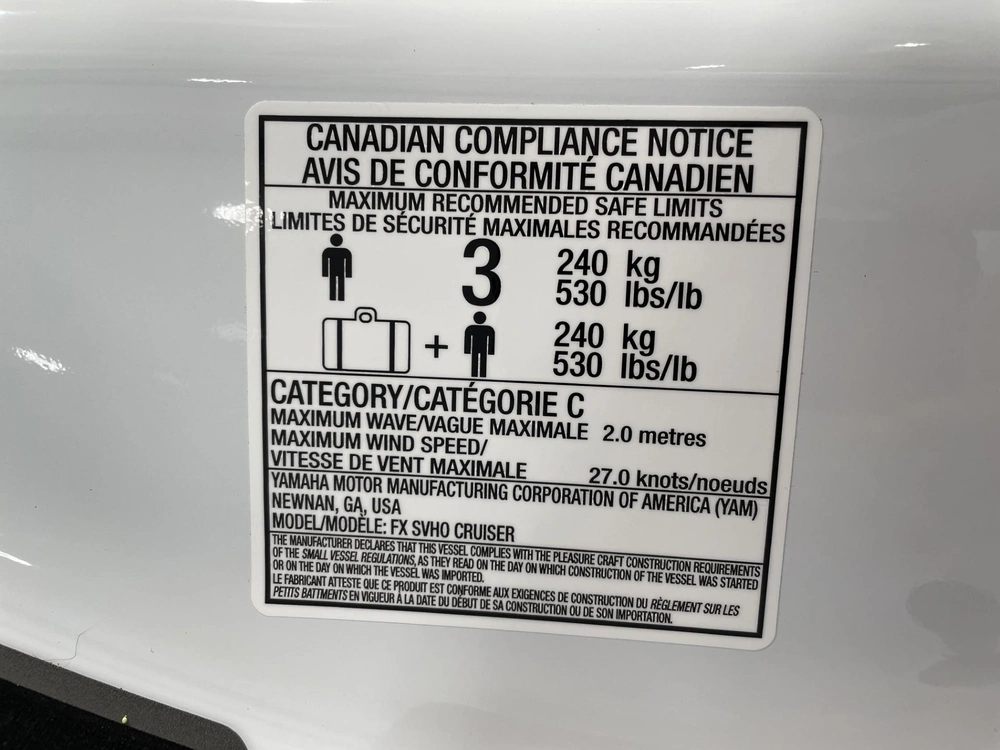 CANADIAN COMPLIANCE NOTICE
AVIS DE CONFORMITÉ CANADIEN
MAXIMUM RECOMMENDED SAFE LIMITS
LIMITES DE SÉCURITÉ MAXIMALES RECOMMANDÉES
3 240 kg
530 lbs/lb
+ 240 kg
530 lbs/lb
CATEGORY/CATÉGORIE C
MAXIMUM WAVE/VAGUE MAXIMALE 2.0 metres
MAXIMUM WIND SPEED/
VITESSE DE VENT MAXIMALE 27.0 knots/noeuds
YAMAHA MOTOR MANUFACTURING CORPORATION OF AMERICA (YAM)
NEWNAN, GA, USA
MODEL/MODÈLE: FX SVHO CRUISER
THE MANUFACTURER DECLARES THAT THIS VESSEL COMPLIES WITH THE PLEASURE CRAFT CONSTRUCTION REQUIREMENTS
OF THE SMALL VESSEL REGULATIONS, AS THEY READ ON THE DAY ON WHICH CONSTRUCTION OF THE VESSEL WAS STARTED
OR ON THE DAY ON WHICH THE VESSEL WAS IMPORTED.
LE FABRICANT ATTESTE QUE CE PRODUIT EST CONFORME AUX EXIGENCES DE CONSTRUCTION DU RÈGLEMENT SUR LES
PETITS BATTMENTS EN VIGUEUR À LA DATE DU DÉBUT DE SA CONSTRUCTION OU DE SON IMPORTATION.